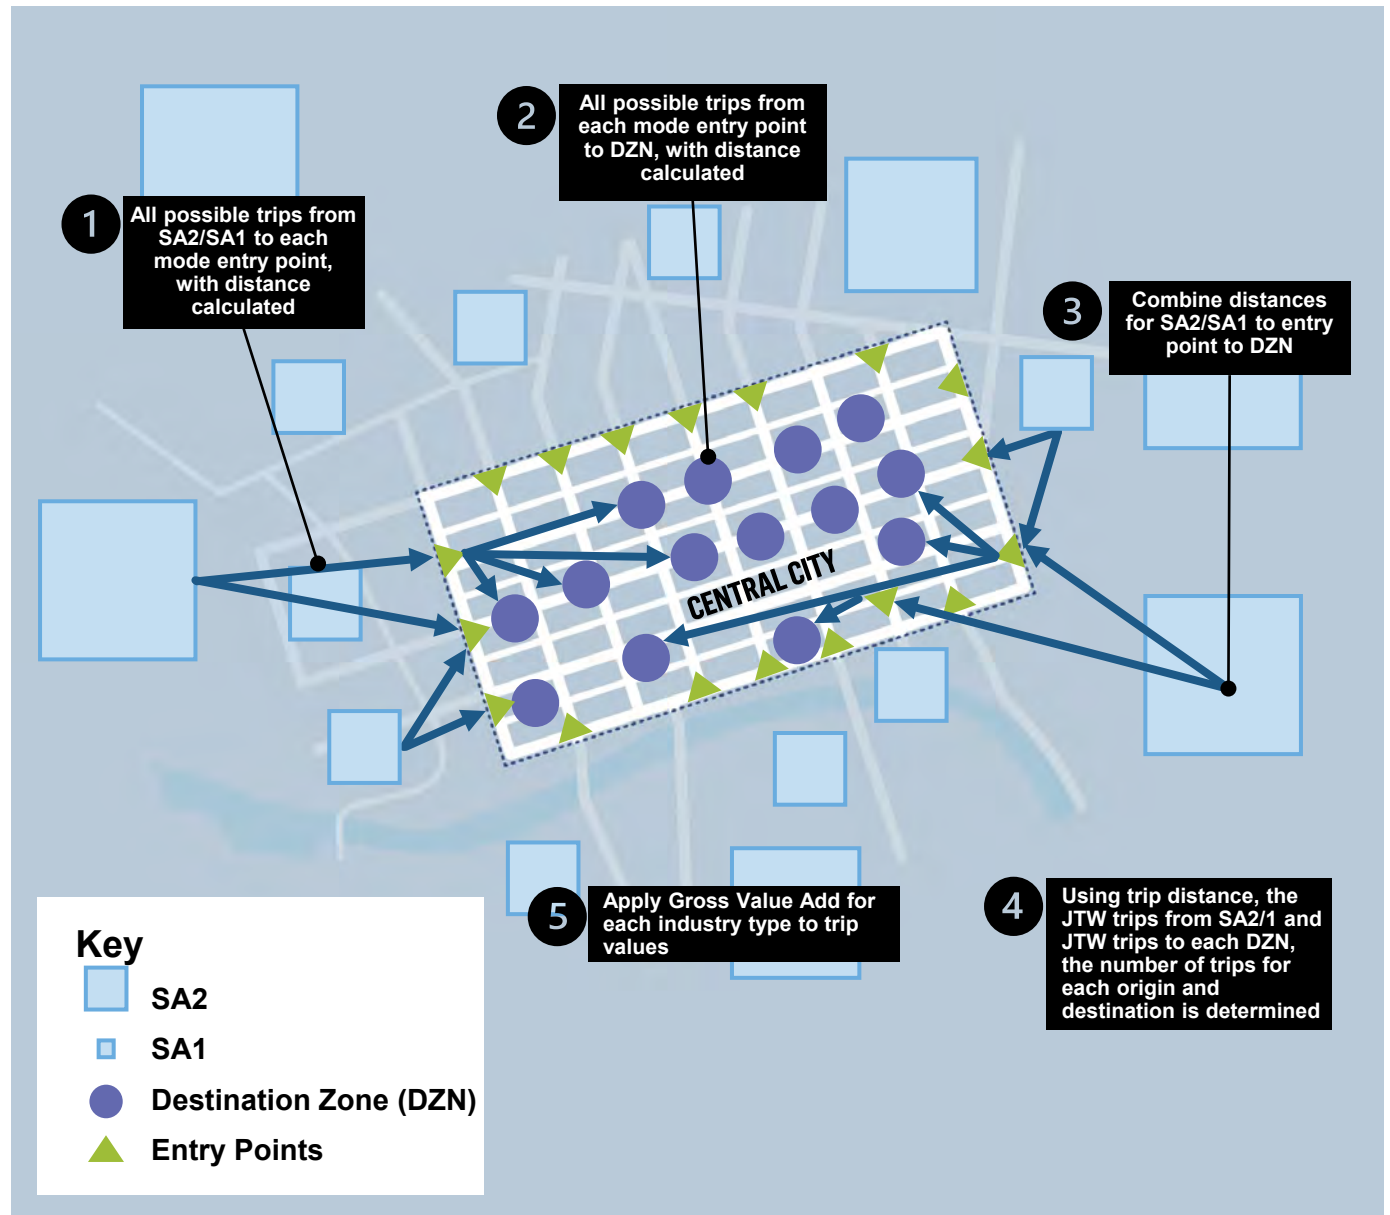 1
All possible trips from
SA2/SA1 to each
mode entry point,
with distance
calculated
2
All possible trips from
each mode entry point
to DZN, with distance
calculated
3
Combine distances
for SA2/SA1 to entry
point to DZN
CENTRAL CITY
4
Using trip distance, the
JTW trips from SA2/1 and
JTW trips to each DZN,
the number of trips for
each origin and
destination is determined
5
Apply Gross Value Add for
each industry type to trip
values
Key
SA2
SA1
Destination Zone (DZN)
Entry Points